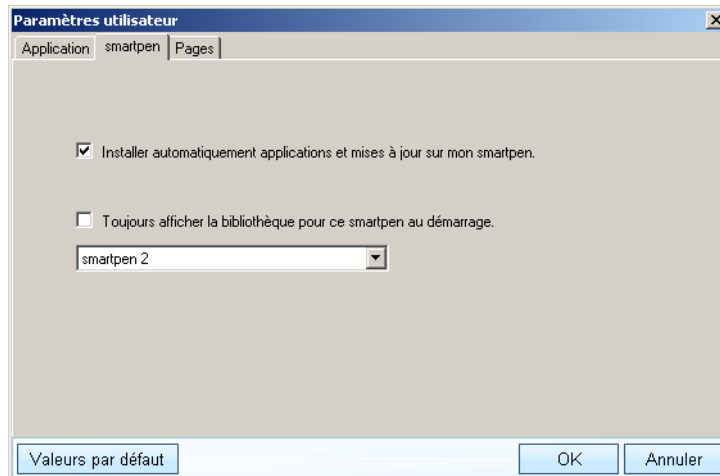 Paramètres utilisateur
Application smartpen Pages
Installer automatiquement applications et mises à jour sur mon smartpen.
Toujours afficher la bibliothèque pour ce smartpen au démarrage.
smartpen 2
Valeurs par défaut OK Annuler